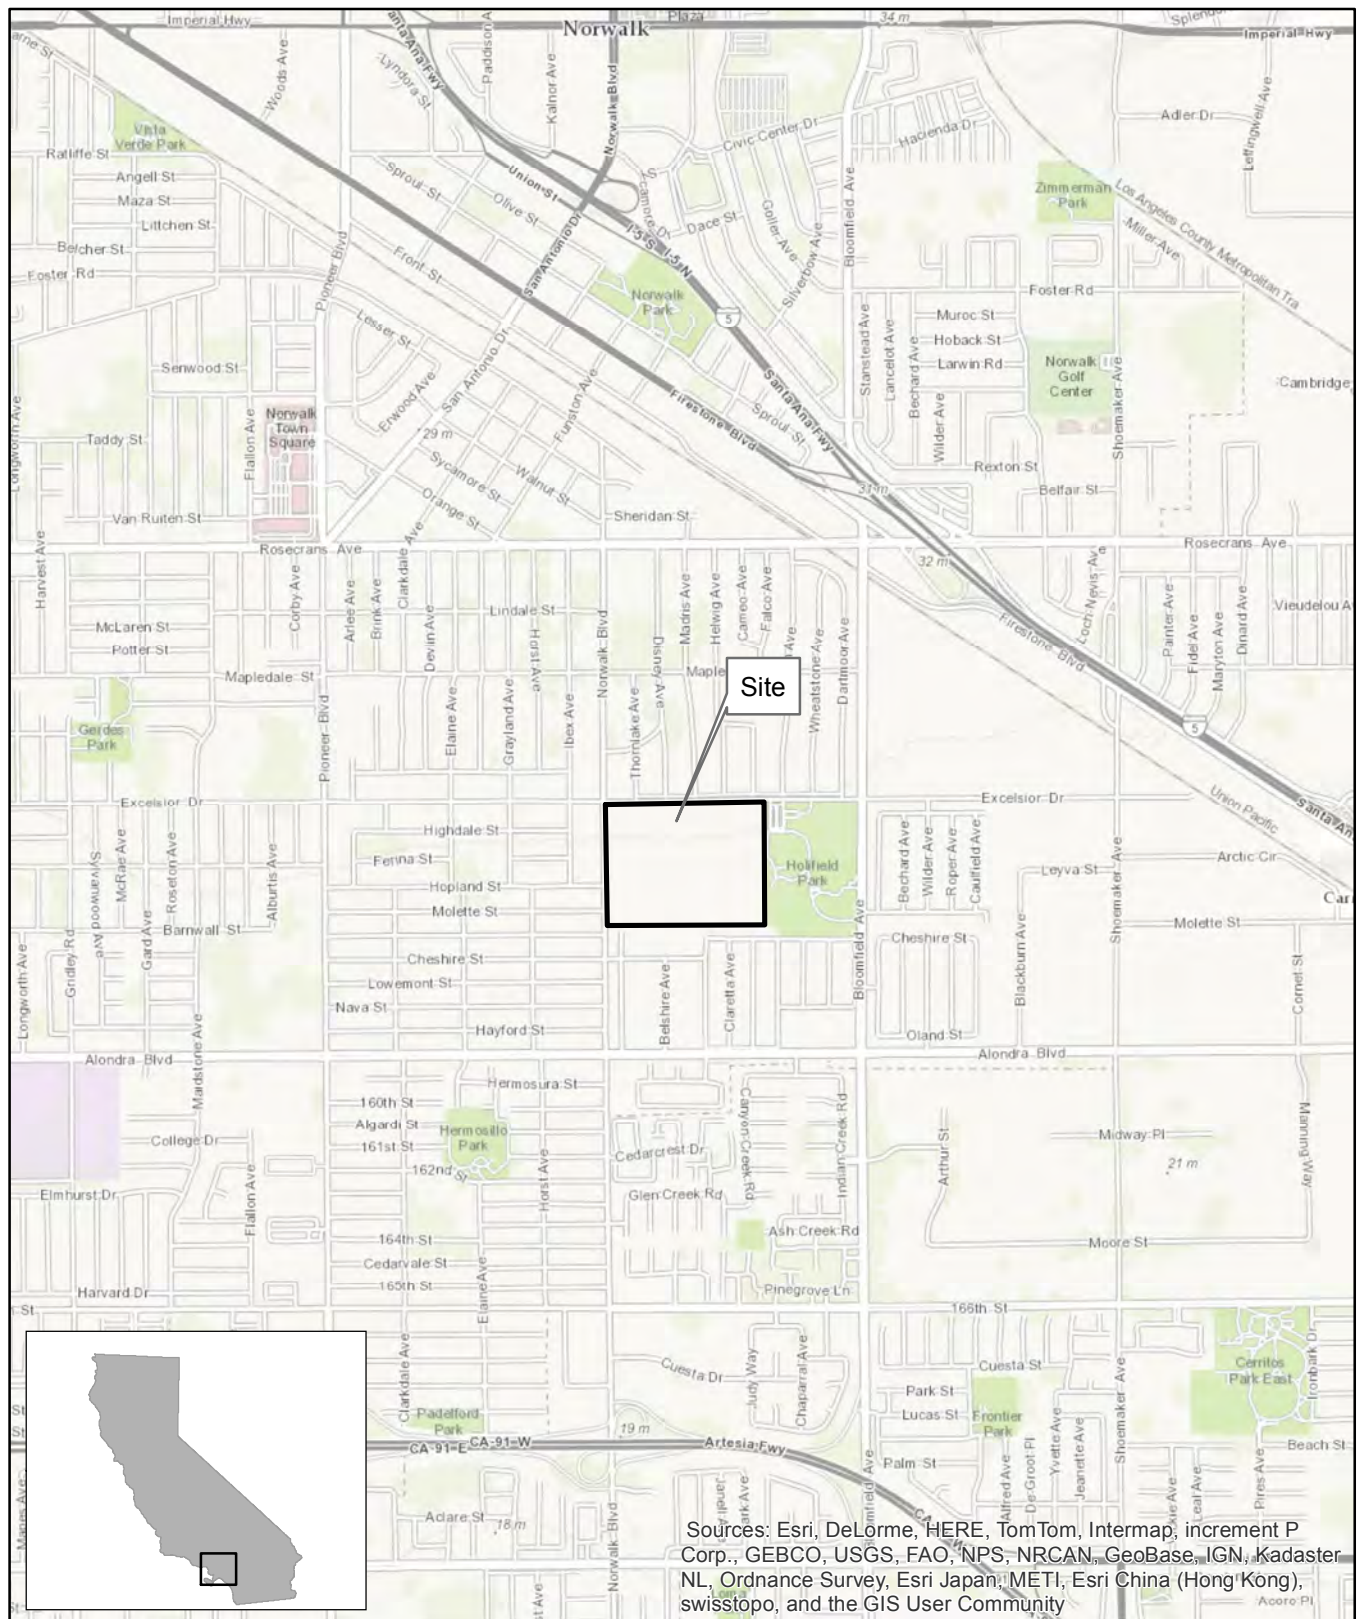 Imperial Hwy
Norwalk
Plaza
34 m
Imperial Hwy
Woods Ave
Lyndora St
Kalnor Ave
Norwalk Blvd
Civic Center Dr
Hacienda Dr
Adler Dr
Leffingwell Ave
Vista
Verde Park
Ratliffe St
Angell St
Maza St
Littchen St
Belcher St
Foster Rd
Pioneer Blvd
Sproul St
Olive St
Union St
Front St
San Antonio Dr
Sycamore Dr
Dace St
Goller Ave
Silverbow Ave
Bloomfield Ave
I-5 S
I-5 N
Zimmerman
Park
Los Angeles County Metropolitan Tra
Miller Ave
Norwalk
Park
5
Foster Rd
Muroc St
Hoback St
Larwin Rd
Norwalk
Golf
Center
Cambridge
Stanstead Ave
Lancelot Ave
Bechard Ave
Wilder Ave
Shoemaker Ave
Lesser St
Senwood St
Erwood Ave
San Antonio Dr
Funston Ave
Firestone Blvd
Sproul St
Santa Ana Fwy
Longworth Ave
Taddy St
Flallon Ave
Norwalk
Town
Square
29 m
Sycamore St
Walnut St
Orange St
Rexton St
Belfair St
31 m
Van Ruiten St
Sheridan St
Rosecrans Ave
Rosecrans Ave
32 m
Harvest Ave
Corby Ave
Arlee Ave
Brink Ave
Clarkdale Ave
Devin Ave
Lindale St
Horst Ave
Norwalk Blvd
Disney Ave
Madris Ave
Helwig Ave
Cameo Ave
Falco Ave
Wheatstone Ave
Dartmoor Ave
Firestone Blvd
Loch Nevis Ave
Painter Ave
Fidel Ave
Maryton Ave
Dinard Ave
Vieudelou A
McLaren St
Potter St
Mapledale St
Maple
Site
Gerdes
Park
Pioneer Blvd
Elaine Ave
Grayland Ave
Ibex Ave
Thornlake Ave
5
Union Pacific
Santa An
Excelsior Dr
Excelsior Dr
Highdale St
Ferina St
Hopland St
Molette St
Holifield
Park
Sylvanwood Ave
McRae Ave
Gard Ave
Roseton Ave
Alburtis Ave
Barnwall St
Bechard Ave
Wilder Ave
Roper Ave
Caulfield Ave
Leyva St
Shoemaker Ave
Arctic Cir
Molette St
Longworth Ave
Gridley Rd
Cheshire St
Lowemont St
Nava St
Hayford St
Belshire Ave
Claretta Ave
Bloomfield Ave
Cheshire St
Oland St
Blackburn Ave
Cornet St
Alondra Blvd
Alondra Blvd
Maidstone Ave
Hermosura St
160th St
Algardi St
161st St
162nd St
Hermosillo
Park
College Dr
Horst Ave
Cedarcrest Dr
Canyon Creek Rd
Indian Creek Rd
Arthur St
Midway Pl
21 m
Manning Way
Elmhurst Dr
Flallon Ave
Glen Creek Rd
Ash Creek Rd
164th St
Cedarvale St
165th St
Moore St
Harvard Dr
Elaine Ave
Pinegrove Ln
166th St
St
Clarkdale Ave
Cuesta Dr
Judy Way
Chaparral Ave
Cuesta St
Park St
Lucas St
Frontier
Park
Shoemaker Ave
Cerritos
Park East
Ironbark Dr
Padelford
Park
19 m
CA-91 E
CA-91 W
Artesia Fwy
Palm St
Alfred Ave
De Groot Pl
Yvette Ave
Jeanette Ave
Leal Ave
Pires Ave
Beach St
Aclare St
18 m
Norwalk Blvd
Acoro Pl
Sources: Esri, DeLorme, HERE, TomTom, Intermap, increment P
Corp., GEBCO, USGS, FAO, NPS, NRCAN, GeoBase, IGN, Kadaster
NL, Ordnance Survey, Esri Japan, METI, Esri China (Hong Kong),
swisstopo, and the GIS User Community